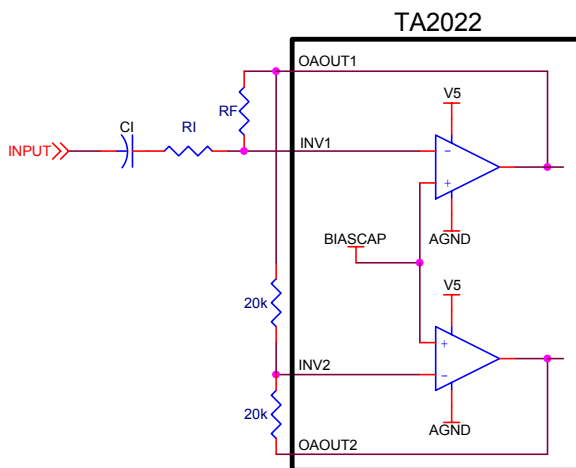 TA2022
OAOUT1
V5
RF
CI
RI
INPUT
INV1
-
+
BIASCAP
AGND
V5
20k
+
INV2
-
20k
AGND
OAOUT2